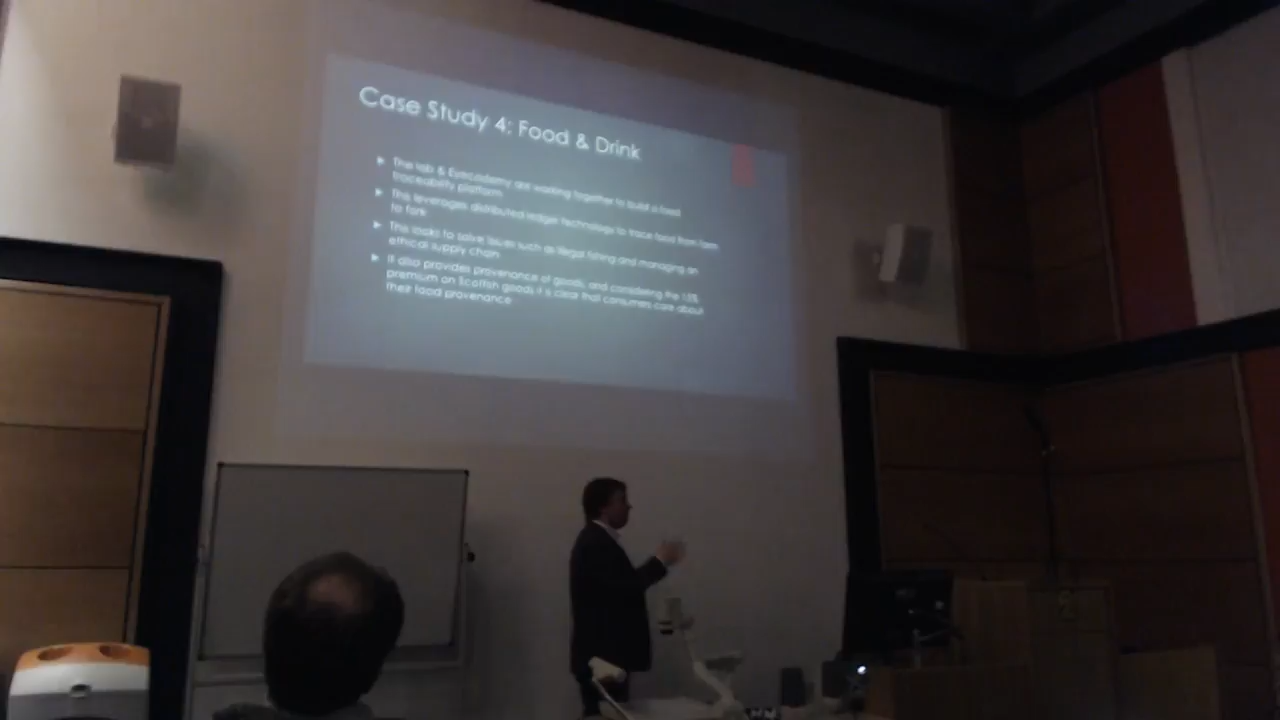 Case Study 4: Food & Drink
The lab & are working together to build a food
traceability platform
This leverages distributed ledger technology to trace food from farm
to fork
This looks to solve issues such as illegal fishing and managing an
ethical supply chain
It also provides provenance of goods, and considering the 15%
premium on Scottish goods it is clear that consumers care about
their food provenance